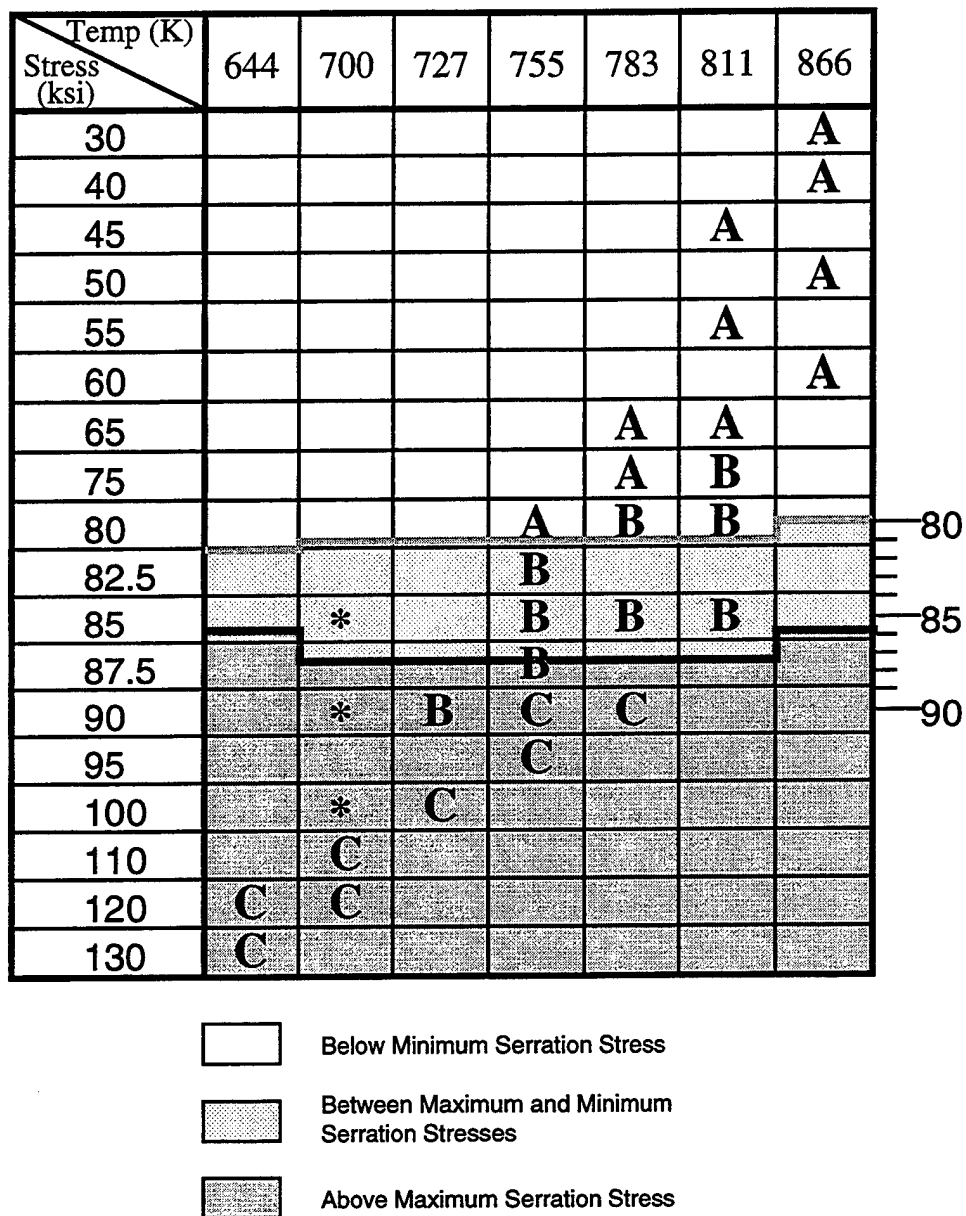 Temp (K)
Stress
(ksi)
644 700 727 755 783 811 866
30 A
40 A
45 A
50 A
55 A
60 A
65 A A
75 A B
80 A B B 80
82.5 B
85 * B B B 85
87.5 B
90 * B C C 90
95 C
100 * C
110 C
120 C C
130 C
Below Minimum Serration Stress
Between Maximum and Minimum
Serration Stresses
Above Maximum Serration Stress